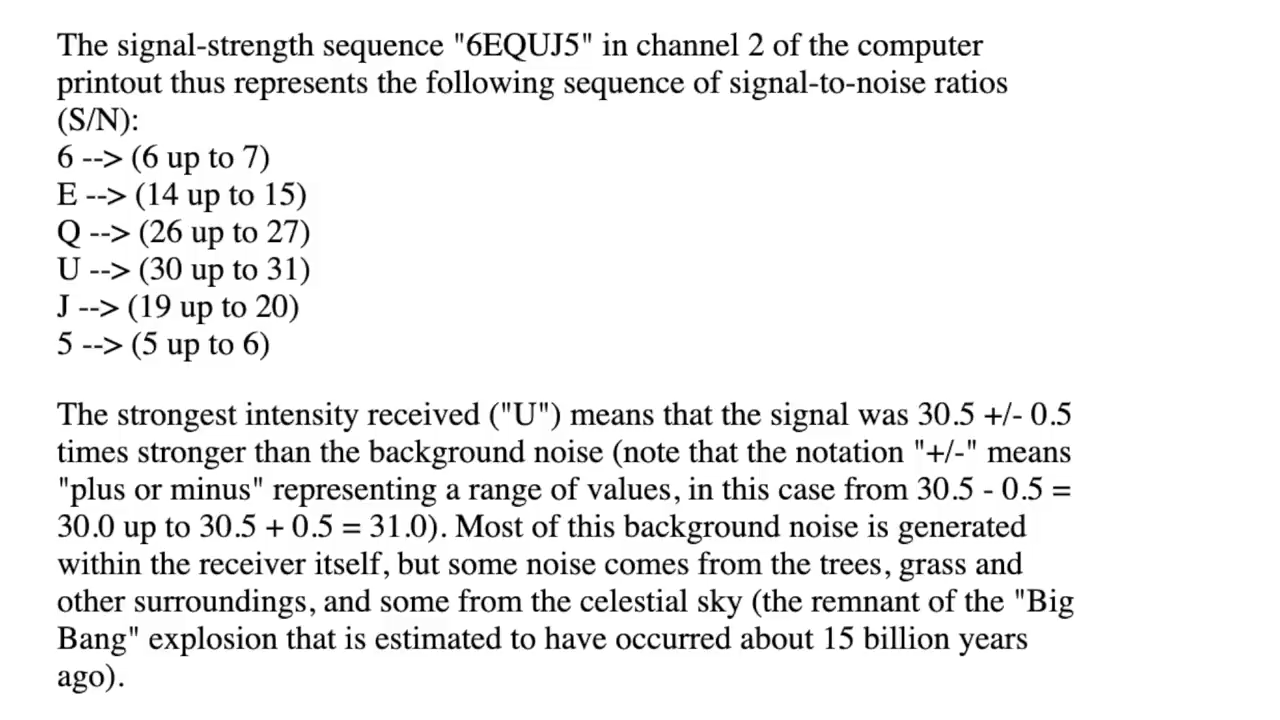 The signal-strength sequence "6EQUJ5" in channel 2 of the computer
printout thus represents the following sequence of signal-to-noise ratios
(S/N):
6 --> (6 up to 7)
E --> (14 up to 15)
Q --> (26 up to 27)
U --> (30 up to 31)
J --> (19 up to 20)
5 --> (5 up to 6)
The strongest intensity received ("U") means that the signal was 30.5 +/- 0.5
times stronger than the background noise (note that the notation "+/-" means
"plus or minus" representing a range of values, in this case from 30.5 - 0.5 =
30.0 up to 30.5 + 0.5 = 31.0). Most of this background noise is generated
within the receiver itself, but some noise comes from the trees, grass and
other surroundings, and some from the celestial sky (the remnant of the "Big
Bang" explosion that is estimated to have occurred about 15 billion years
ago).